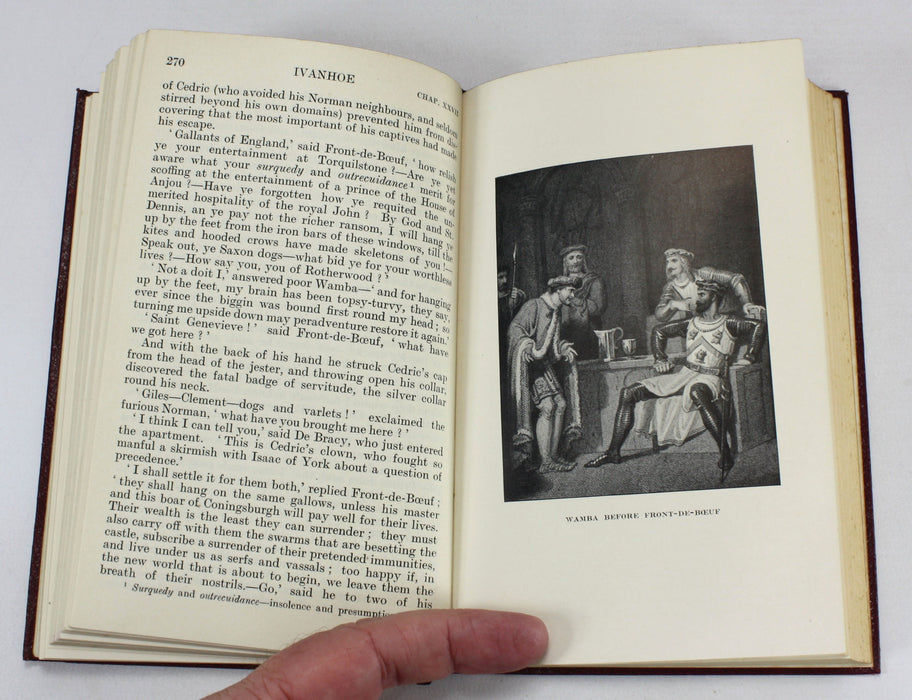 270
IVANHOE
CHAP.
of Cedric (who avoided his Norman neighbours, and seldom
stirred beyond his own domains) prevented him from dis-
covering that the most important of his captives had made
his escape.
‘Gallants of England,’ said Front-de-Bœuf, ‘how relish
ye your entertainment at Torquilstone?—Are ye yet
aware what your surquedy and outrecuidance¹ merit for
scoffing at the entertainment of a prince of the House of
Anjou?—Have ye forgotten how ye requited the un-
merited hospitality of the royal John? By God and St.
Dennis, an ye pay not the richer ransom, I will hang ye
up by the feet from the iron bars of these windows, till the
kites and hooded crows have made skeletons of you!—
Speak out, ye Saxon dogs—what bid ye for your worthless
lives?—How say you, you of Rotherwood?’
‘Not a doit I,’ answered poor Wamba—‘and for hanging
up by the feet, my brain has been topsy-turvy, they say,
ever since the biggin was bound first round my head; so
turning me upside down may peradventure restore it again.’
‘Saint Genevieve!’ said Front-de-Bœuf, ‘what have
we got here?’
And with the back of his hand he struck Cedric's cap
from the head of the jester, and throwing open his collar,
discovered the fatal badge of servitude, the silver collar
round his neck.
‘Giles—Clement—dogs and varlets!’ exclaimed the
furious Norman, ‘what have you brought me here?’
‘I think I can tell you,’ said De Bracy, who just entered
the apartment. ‘This is Cedric's clown, who fought so
manful a skirmish with Isaac of York about a question of
precedence.’
‘I shall settle it for them both,’ replied Front-de-Bœuf;
‘they shall hang on the same gallows, unless his master
and this boar of Coningsburgh will pay well for their lives.
Their wealth is the least they can surrender; they must
also carry off with them the swarms that are besetting the
castle, subscribe a surrender of their pretended immunities,
and live under us as serfs and vassals; too happy if, in
the new world that is about to begin, we leave them the
breath of their nostrils.—Go,’ said he to two of his
¹ Surquedy and outrecuidance—insolence and presumption
WAMBA BEFORE FRONT-DE-BŒUF